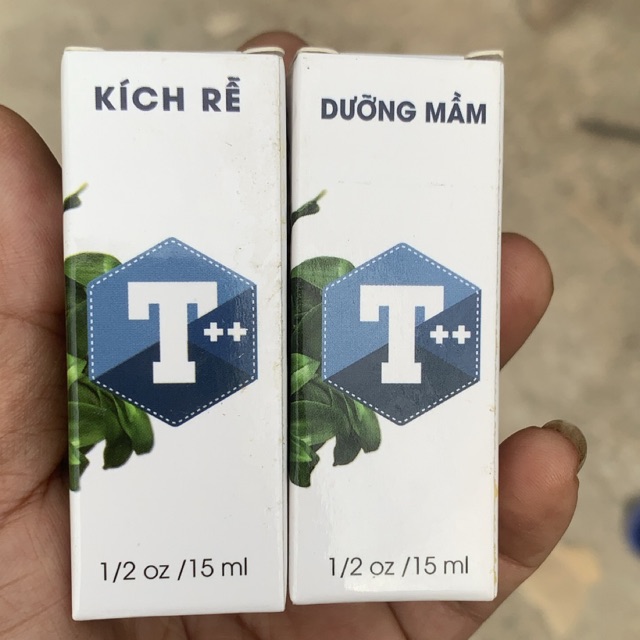 KÍCH RỄ
T++
1/2 oz /15 ml
DƯỠNG MẦM
T++
1/2 oz /15 ml